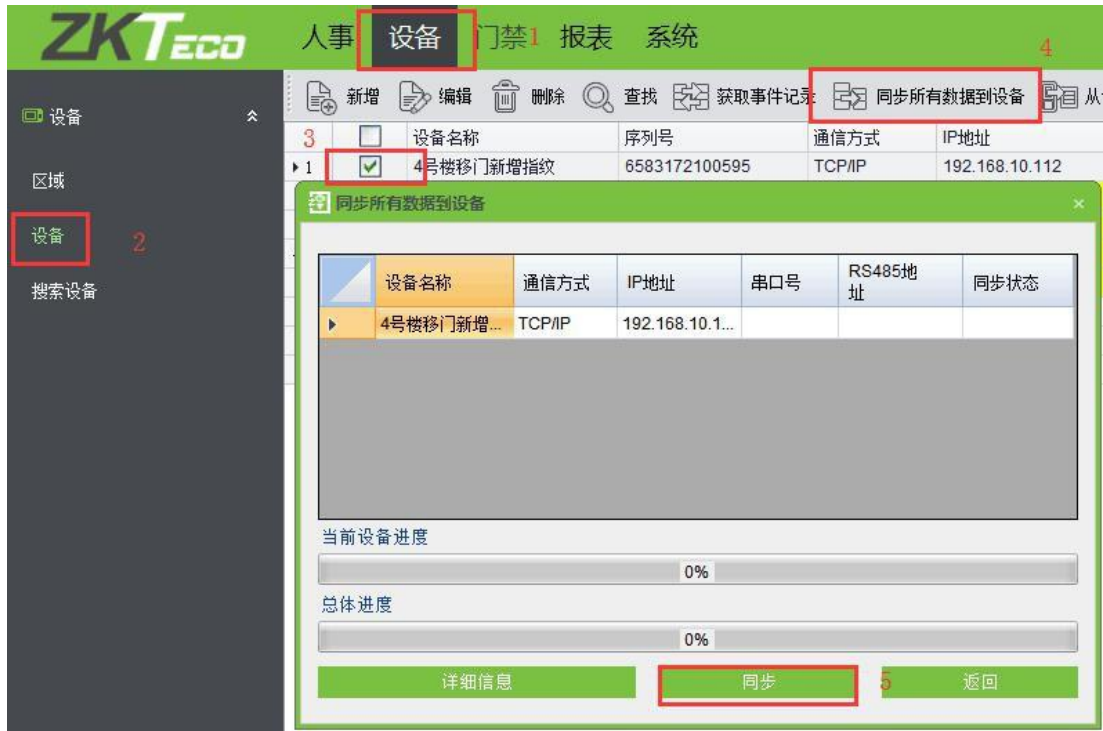 ZKTECO 人事 设备 门禁 1 报表 系统
4
新增 编辑 删除 查找 获取事件记录 同步所有数据到设备 从
设备
3 设备名称 序列号 通信方式 IP地址
1 4号楼移门新增指纹 6583172100595 TCP/IP 192.168.10.112
区域
设备 2
搜索设备
同步所有数据到设备 ×
设备名称 通信方式 IP地址 串口号 RS485地
址 同步状态
4号楼移门新增... TCP/IP 192.168.10.1...
当前设备进度
0%
总体进度
0%
详细信息 同步 5 返回